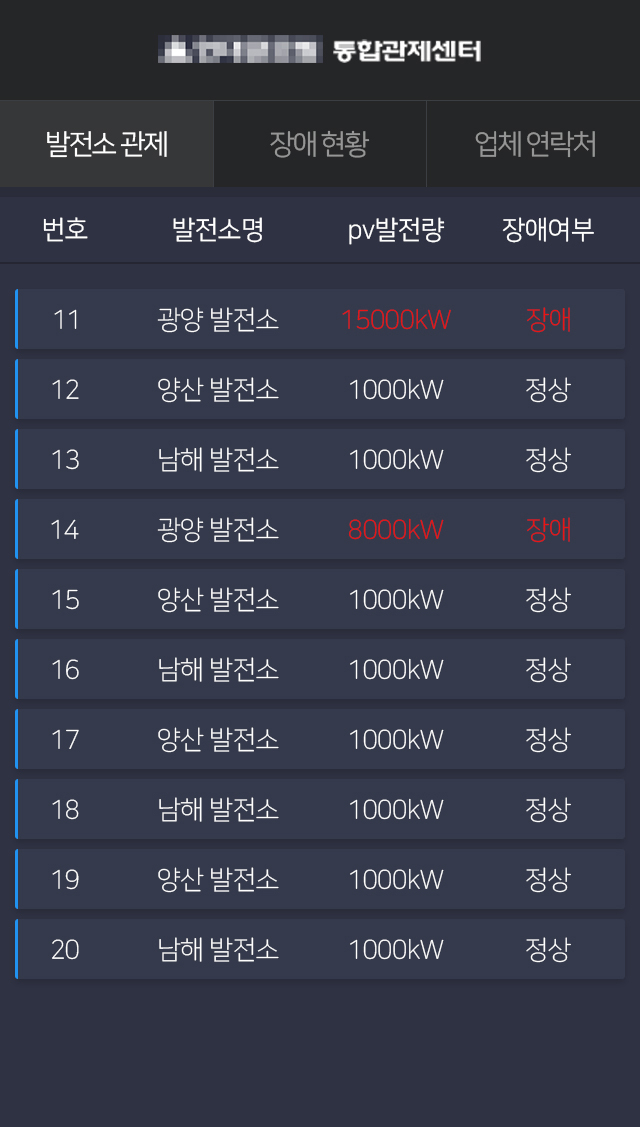 통합관제센터
발전소 관제 장애 현황 업체 연락처
번호 발전소명 pv발전량 장애여부
11 광양 발전소 15000kW 장애
12 양산 발전소 1000kW 정상
13 남해 발전소 1000kW 정상
14 광양 발전소 8000kW 장애
15 양산 발전소 1000kW 정상
16 남해 발전소 1000kW 정상
17 양산 발전소 1000kW 정상
18 남해 발전소 1000kW 정상
19 양산 발전소 1000kW 정상
20 남해 발전소 1000kW 정상